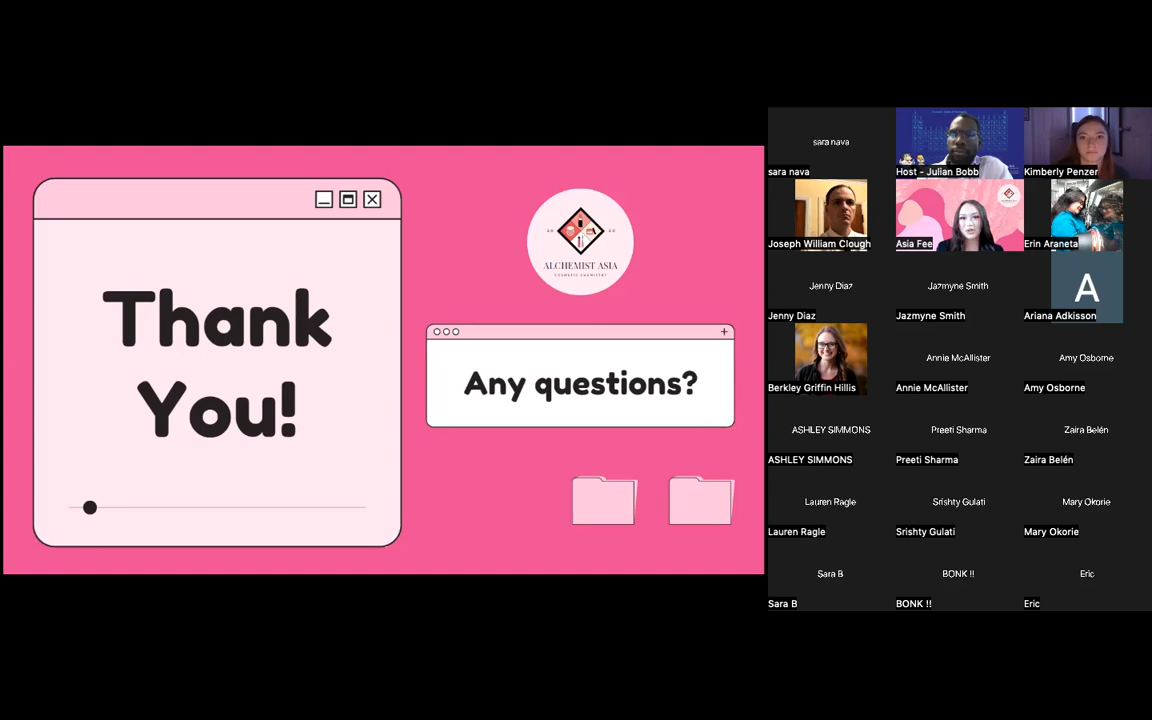 Thank
You!
ALCHEMIST ASIA
COSMETIC CHEMISTRY
Any questions?
sara nava
sara nava
Host - Julian Bobb
Kimberly Penzer
Joseph William Clough
Asia Fee
Erin Araneta
Jenny Diaz
Jenny Diaz
Jazmyne Smith
Jazmyne Smith
A
Ariana Adkisson
Berkley Griffin Hillis
Annie McAllister
Annie McAllister
Amy Osborne
Amy Osborne
ASHLEY SIMMONS
ASHLEY SIMMONS
Preeti Sharma
Preeti Sharma
Zaira Belén
Zaira Belén
Lauren Ragle
Lauren Ragle
Srishty Gulati
Srishty Gulati
Mary Okorie
Mary Okorie
Sara B
Sara B
BONK !!
BONK !!
Eric
Eric